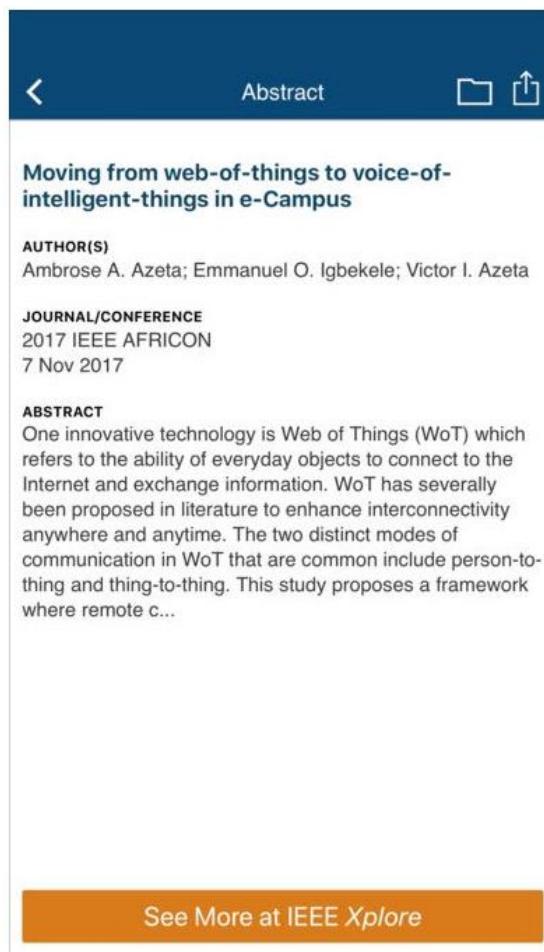 Abstract
Moving from web-of-things to voice-of-
intelligent-things in e-Campus
AUTHOR(S)
Ambrose A. Azeta; Emmanuel O. Igbekele; Victor I. Azeta
JOURNAL/CONFERENCE
2017 IEEE AFRICON
7 Nov 2017
ABSTRACT
One innovative technology is Web of Things (WoT) which
refers to the ability of everyday objects to connect to the
Internet and exchange information. WoT has severally
been proposed in literature to enhance interconnectivity
anywhere and anytime. The two distinct modes of
communication in WoT that are common include person-to-
thing and thing-to-thing. This study proposes a framework
where remote c...
See More at IEEE Xplore